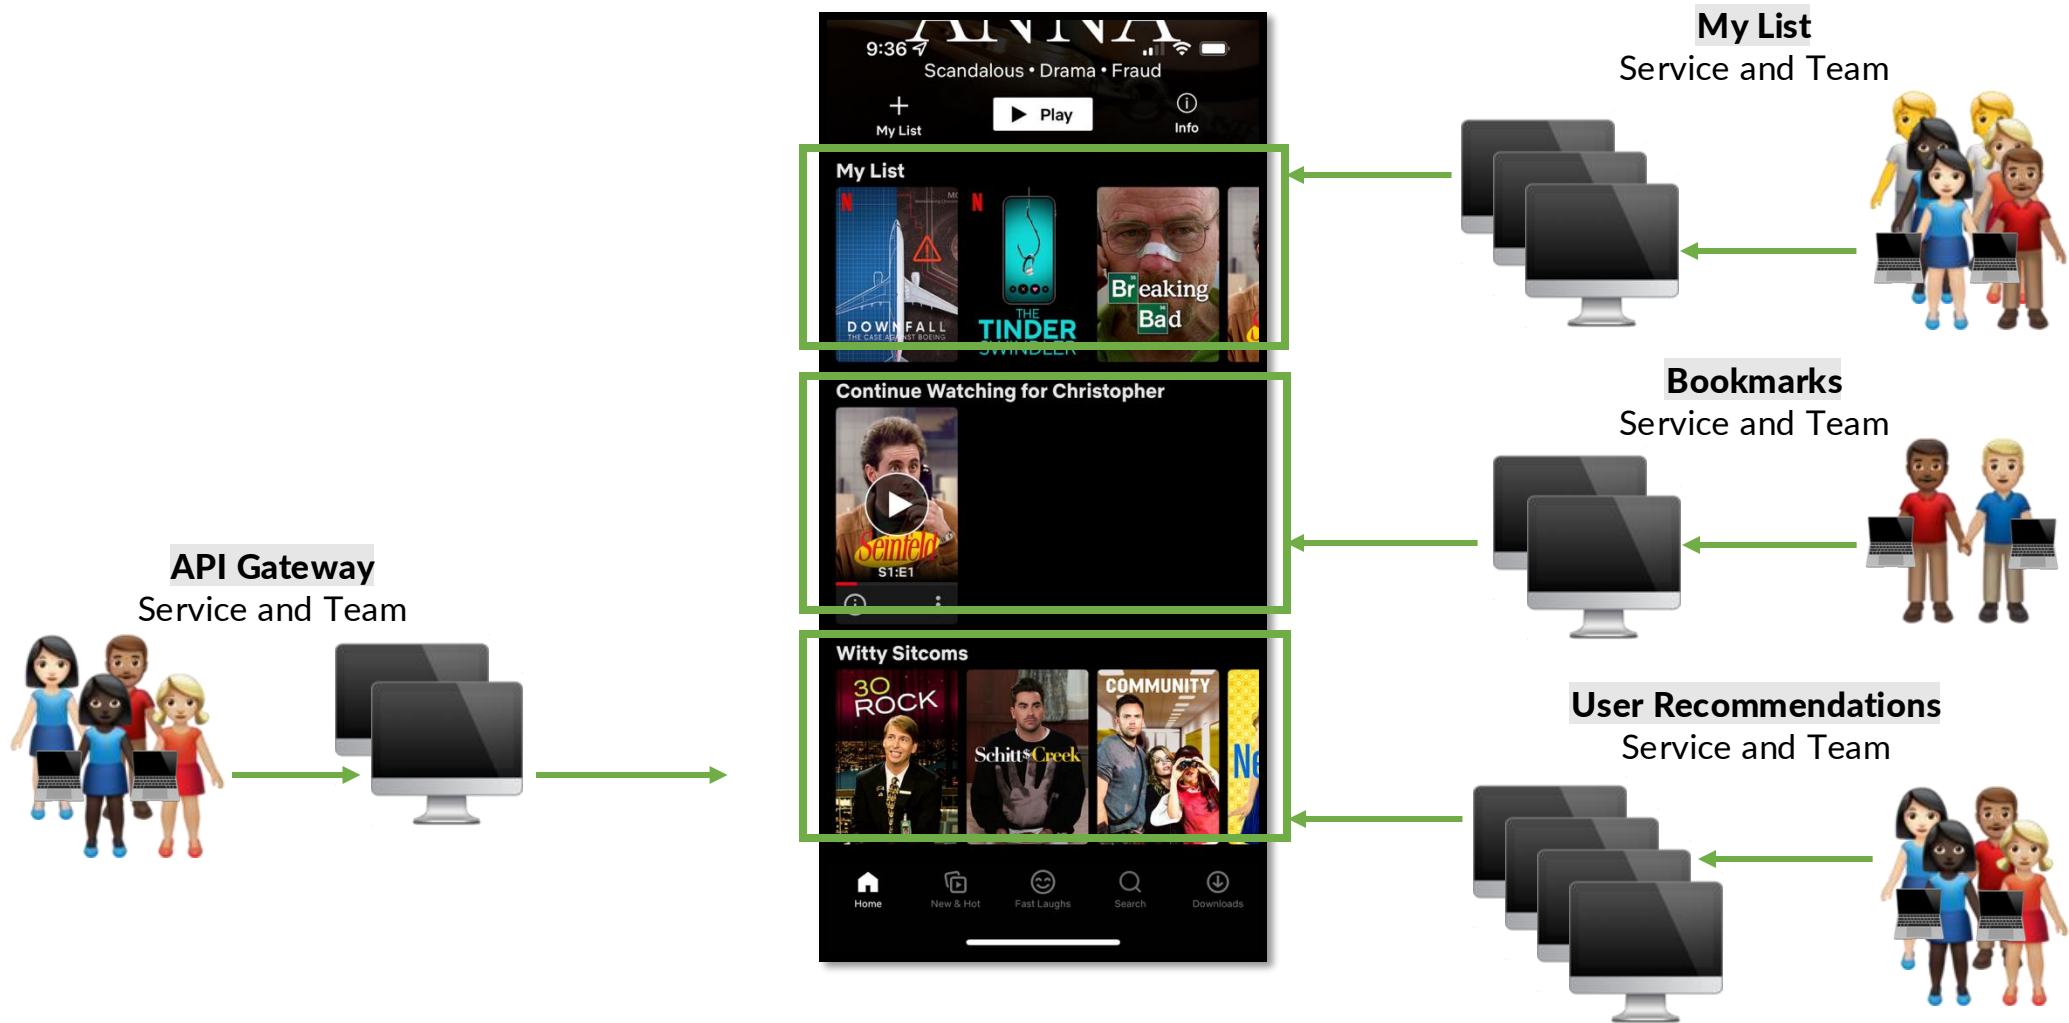 My List
Service and Team
Bookmarks
Service and Team
User Recommendations
Service and Team
API Gateway
Service and Team
ANNA
9:36
Scandalous • Drama • Fraud
My List
Play
Info
My List
N
DOWNFALL
THE CASE AGAINST BOEING
N
THE
TINDER
SWINDLER
Breaking
Bad
Continue Watching for Christopher
Seinfeld
S1:E1
Witty Sitcoms
30
ROCK
Schitt$Creek
COMMUNITY
Ne
Home
New & Hot
Fast Laughs
Search
Downloads